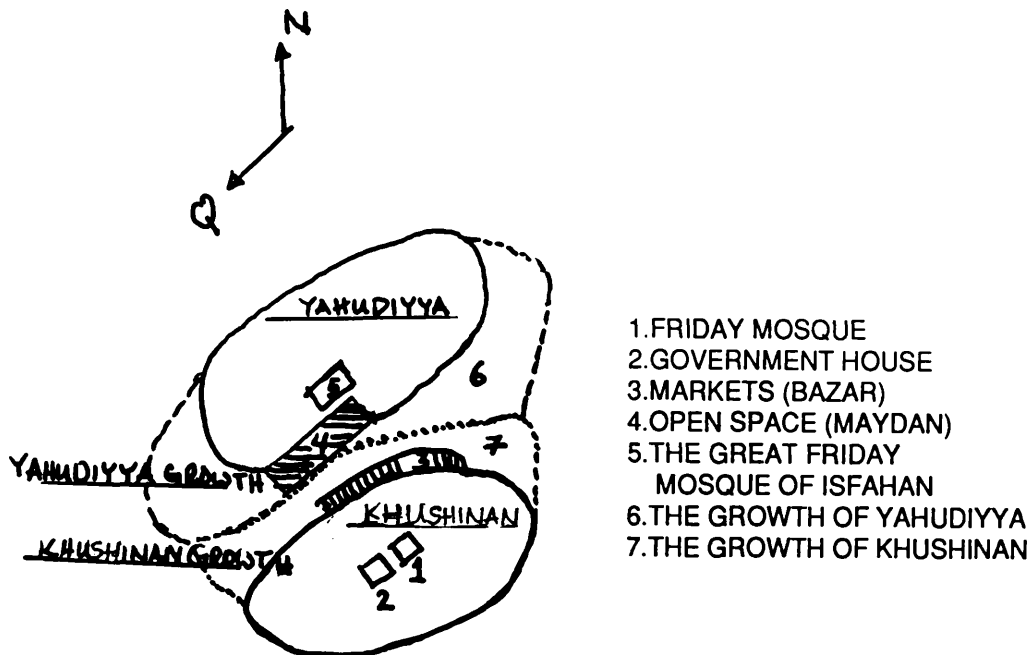 N
Q
YAHUDIYYA
5
6
4
7
YAHUDIYYA GROWTH
3
KHUSHINAN
KHUSHINAN GROWTH
1
2
1.FRIDAY MOSQUE
2.GOVERNMENT HOUSE
3.MARKETS (BAZAR)
4.OPEN SPACE (MAYDAN)
5.THE GREAT FRIDAY
MOSQUE OF ISFAHAN
6.THE GROWTH OF YAHUDIYYA
7.THE GROWTH OF KHUSHINAN